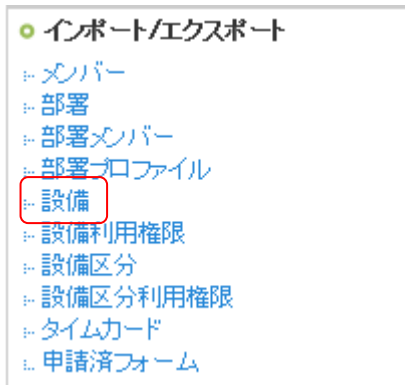 インポート/エクスポート
メンバー
部署
部署メンバー
部署プロファイル
設備
設備利用権限
設備区分
設備区分利用権限
タイムカード
申請済フォーム